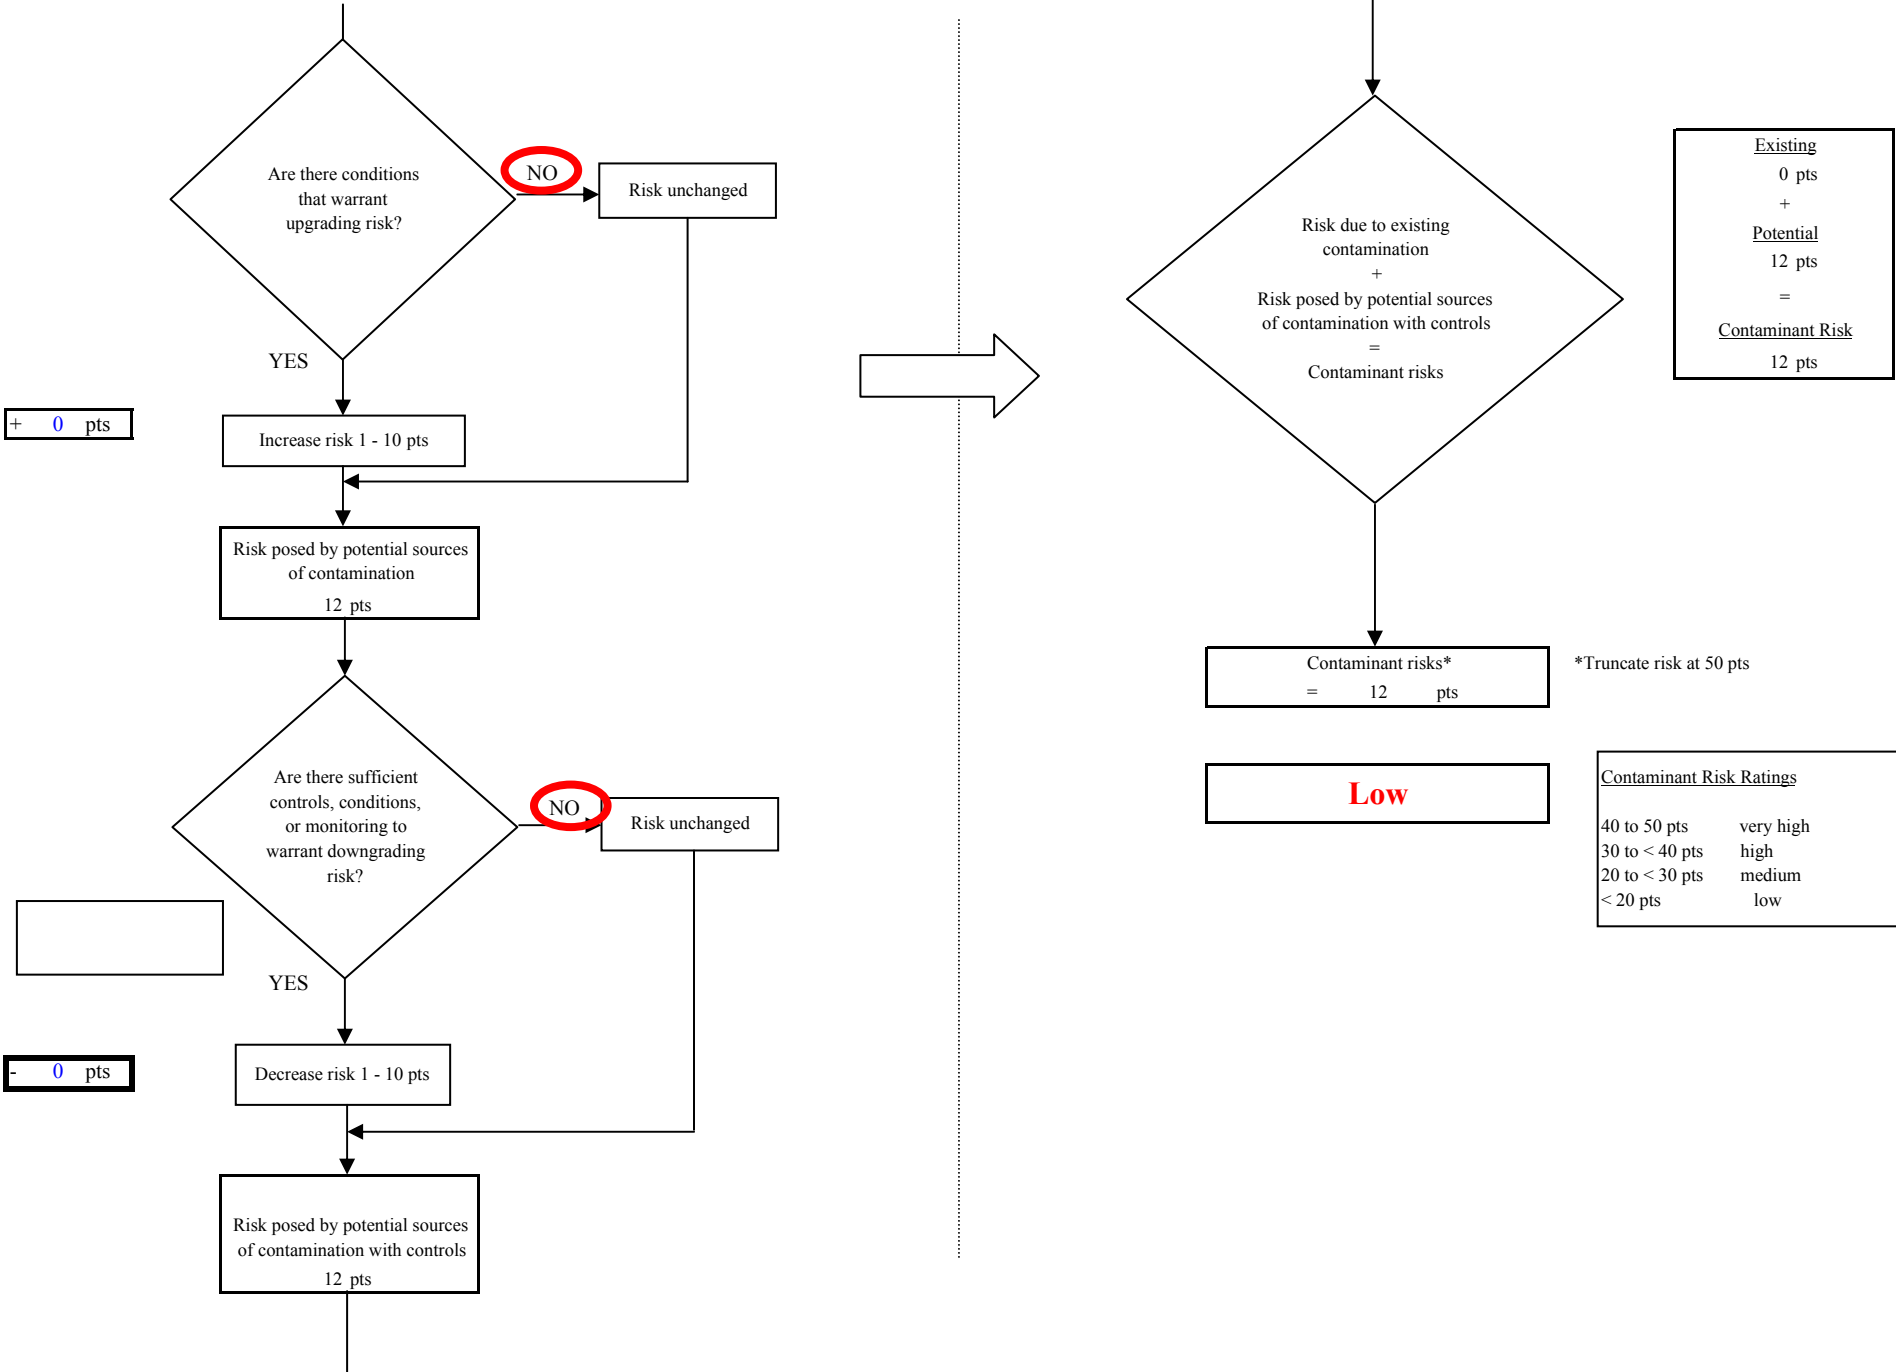 Are there conditions
that warrant
upgrading risk?
NO
Risk unchanged
YES
+ 0 pts
Increase risk 1 - 10 pts
Risk posed by potential sources
of contamination
12 pts
Are there sufficient
controls, conditions,
or monitoring to
warrant downgrading
risk?
NO
Risk unchanged
YES
- 0 pts
Decrease risk 1 - 10 pts
Risk posed by potential sources
of contamination with controls
12 pts
Risk due to existing
contamination
+
Risk posed by potential sources
of contamination with controls
=
Contaminant risks
Existing
0 pts
+
Potential
12 pts
=
Contaminant Risk
12 pts
Contaminant risks*
= 12 pts
*Truncate risk at 50 pts
Low
Contaminant Risk Ratings
40 to 50 pts very high
30 to < 40 pts high
20 to < 30 pts medium
< 20 pts low